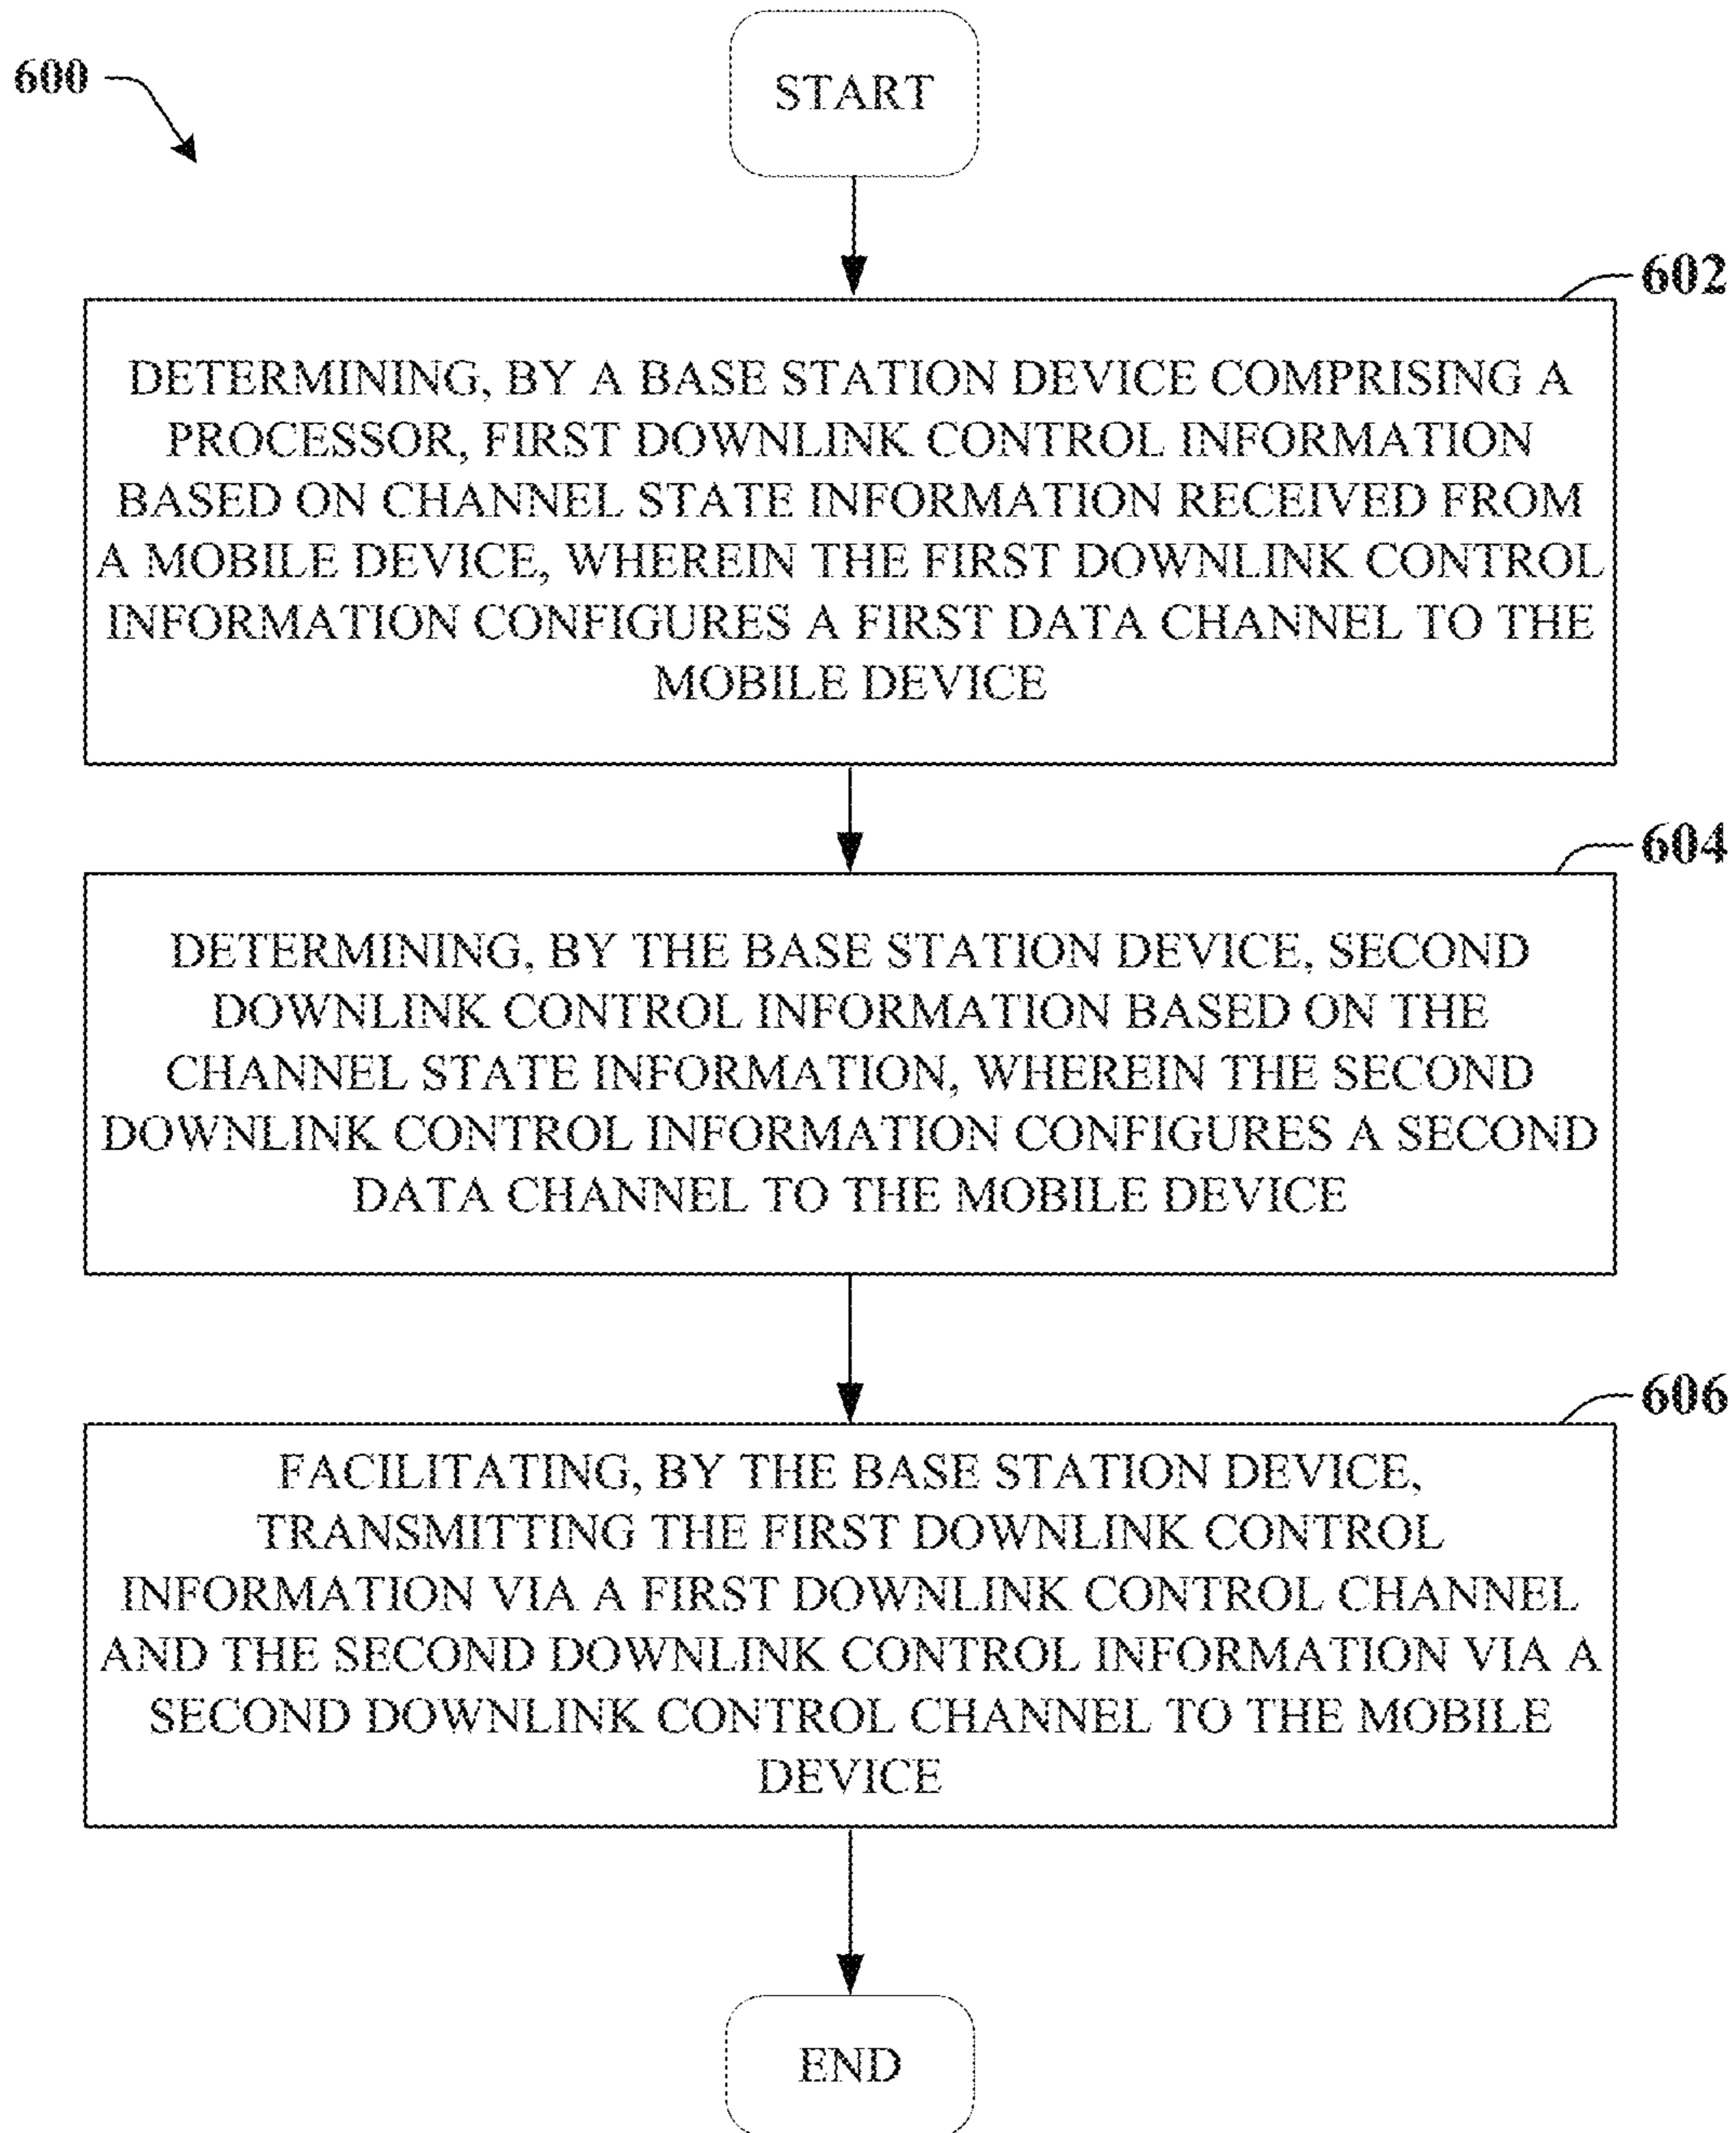 600
START
602
DETERMINING, BY A BASE STATION DEVICE COMPRISING A
PROCESSOR, FIRST DOWNLINK CONTROL INFORMATION
BASED ON CHANNEL STATE INFORMATION RECEIVED FROM
A MOBILE DEVICE, WHEREIN THE FIRST DOWNLINK CONTROL
INFORMATION CONFIGURES A FIRST DATA CHANNEL TO THE
MOBILE DEVICE
604
DETERMINING, BY THE BASE STATION DEVICE, SECOND
DOWNLINK CONTROL INFORMATION BASED ON THE
CHANNEL STATE INFORMATION, WHEREIN THE SECOND
DOWNLINK CONTROL INFORMATION CONFIGURES A SECOND
DATA CHANNEL TO THE MOBILE DEVICE
606
FACILITATING, BY THE BASE STATION DEVICE,
TRANSMITTING THE FIRST DOWNLINK CONTROL
INFORMATION VIA A FIRST DOWNLINK CONTROL CHANNEL
AND THE SECOND DOWNLINK CONTROL INFORMATION VIA A
SECOND DOWNLINK CONTROL CHANNEL TO THE MOBILE
DEVICE
END